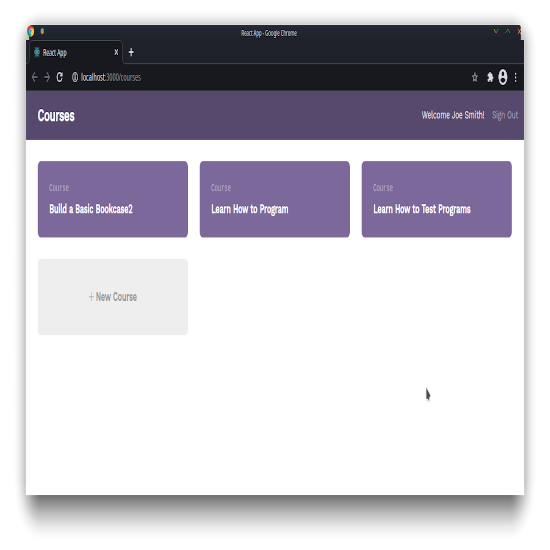 React App - Google Chrome
React App
localhost:3000/courses
Courses
Welcome Joe Smith! Sign Out
Course
Build a Basic Bookcase2
Course
Learn How to Program
Course
Learn How to Test Programs
+ New Course